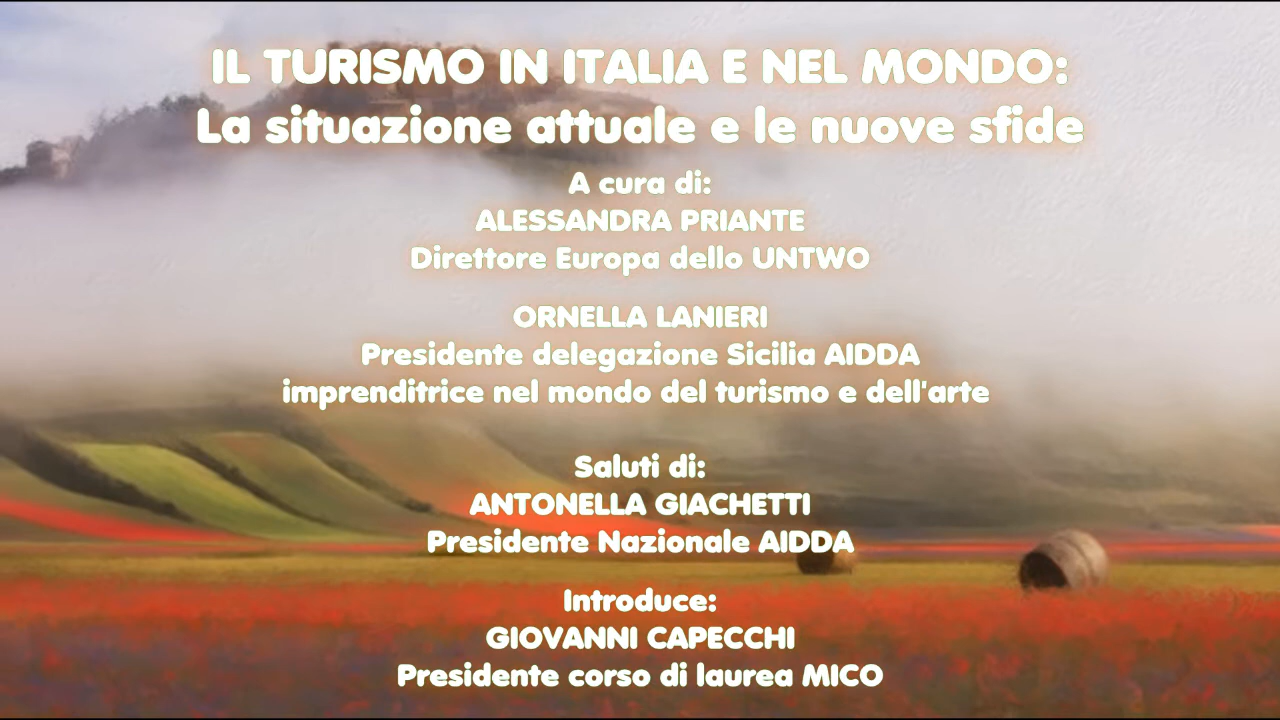 IL TURISMO IN ITALIA E NEL MONDO:
La situazione attuale e le nuove sfide
A cura di:
ALESSANDRA PRIANTE
Direttore Europa dello UNTWO
ORNELLA LANIERI
Presidente delegazione Sicilia AIDDA
imprenditrice nel mondo del turismo e dell'arte
Saluti di:
ANTONELLA GIACHETTI
Presidente Nazionale AIDDA
Introduce:
GIOVANNI CAPECCHI
Presidente corso di laurea MICO